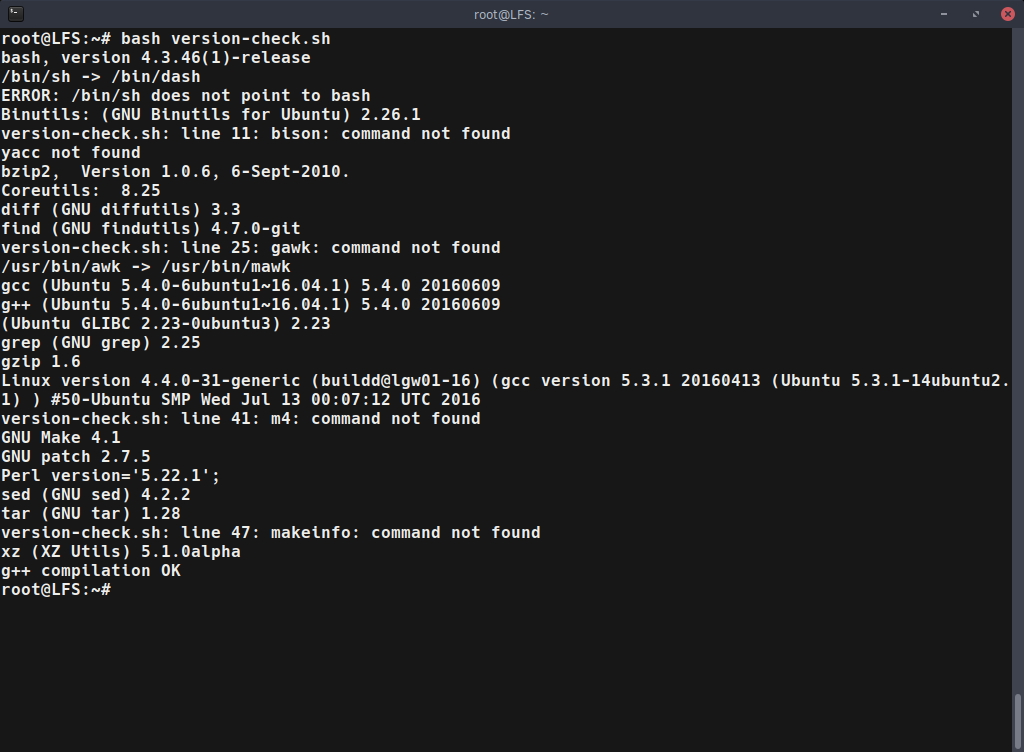 root@LFS: ~
root@LFS:~# bash version-check.sh
bash, version 4.3.46(1)-release
/bin/sh -> /bin/dash
ERROR: /bin/sh does not point to bash
Binutils: (GNU Binutils for Ubuntu) 2.26.1
version-check.sh: line 11: bison: command not found
yacc not found
bzip2,  Version 1.0.6, 6-Sept-2010.
Coreutils:  8.25
diff (GNU diffutils) 3.3
find (GNU findutils) 4.7.0-git
version-check.sh: line 25: gawk: command not found
/usr/bin/awk -> /usr/bin/mawk
gcc (Ubuntu 5.4.0-6ubuntu1~16.04.1) 5.4.0 20160609
g++ (Ubuntu 5.4.0-6ubuntu1~16.04.1) 5.4.0 20160609
(Ubuntu GLIBC 2.23-0ubuntu3) 2.23
grep (GNU grep) 2.25
gzip 1.6
Linux version 4.4.0-31-generic (buildd@lgw01-16) (gcc version 5.3.1 20160413 (Ubuntu 5.3.1-14ubuntu2.
1) ) #50-Ubuntu SMP Wed Jul 13 00:07:12 UTC 2016
version-check.sh: line 41: m4: command not found
GNU Make 4.1
GNU patch 2.7.5
Perl version='5.22.1';
sed (GNU sed) 4.2.2
tar (GNU tar) 1.28
version-check.sh: line 47: makeinfo: command not found
xz (XZ Utils) 5.1.0alpha
g++ compilation OK
root@LFS:~#